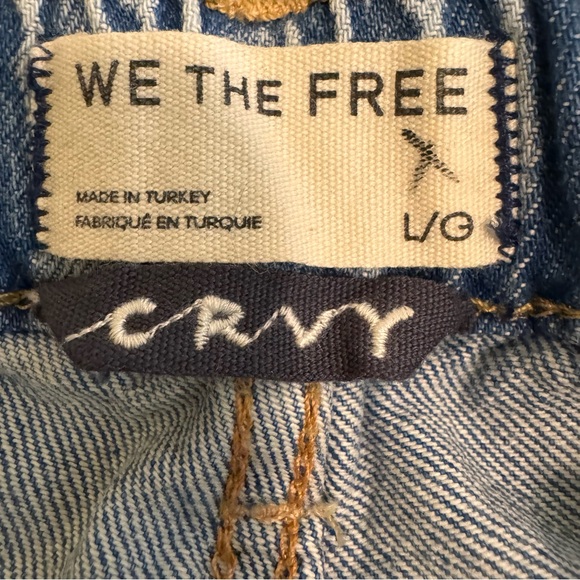 WE THE FREE
MADE IN TURKEY
FABRIQUÉ EN TURQUIE
L/G
CRVY